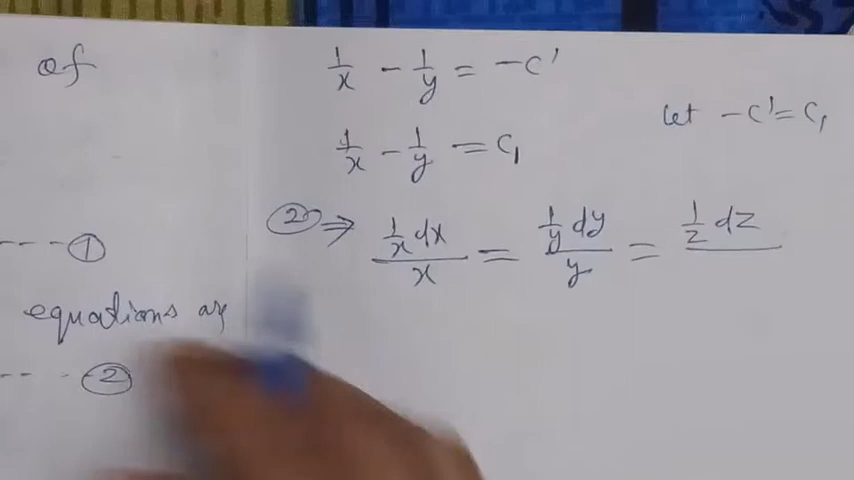 of
---- ①
equations are
---- ②
1/x - 1/y = -c'
let -c' = c₁
1/x - 1/y = c₁
② ⇒ (1/x dx)/x = (1/y dy)/y = 1/z dz